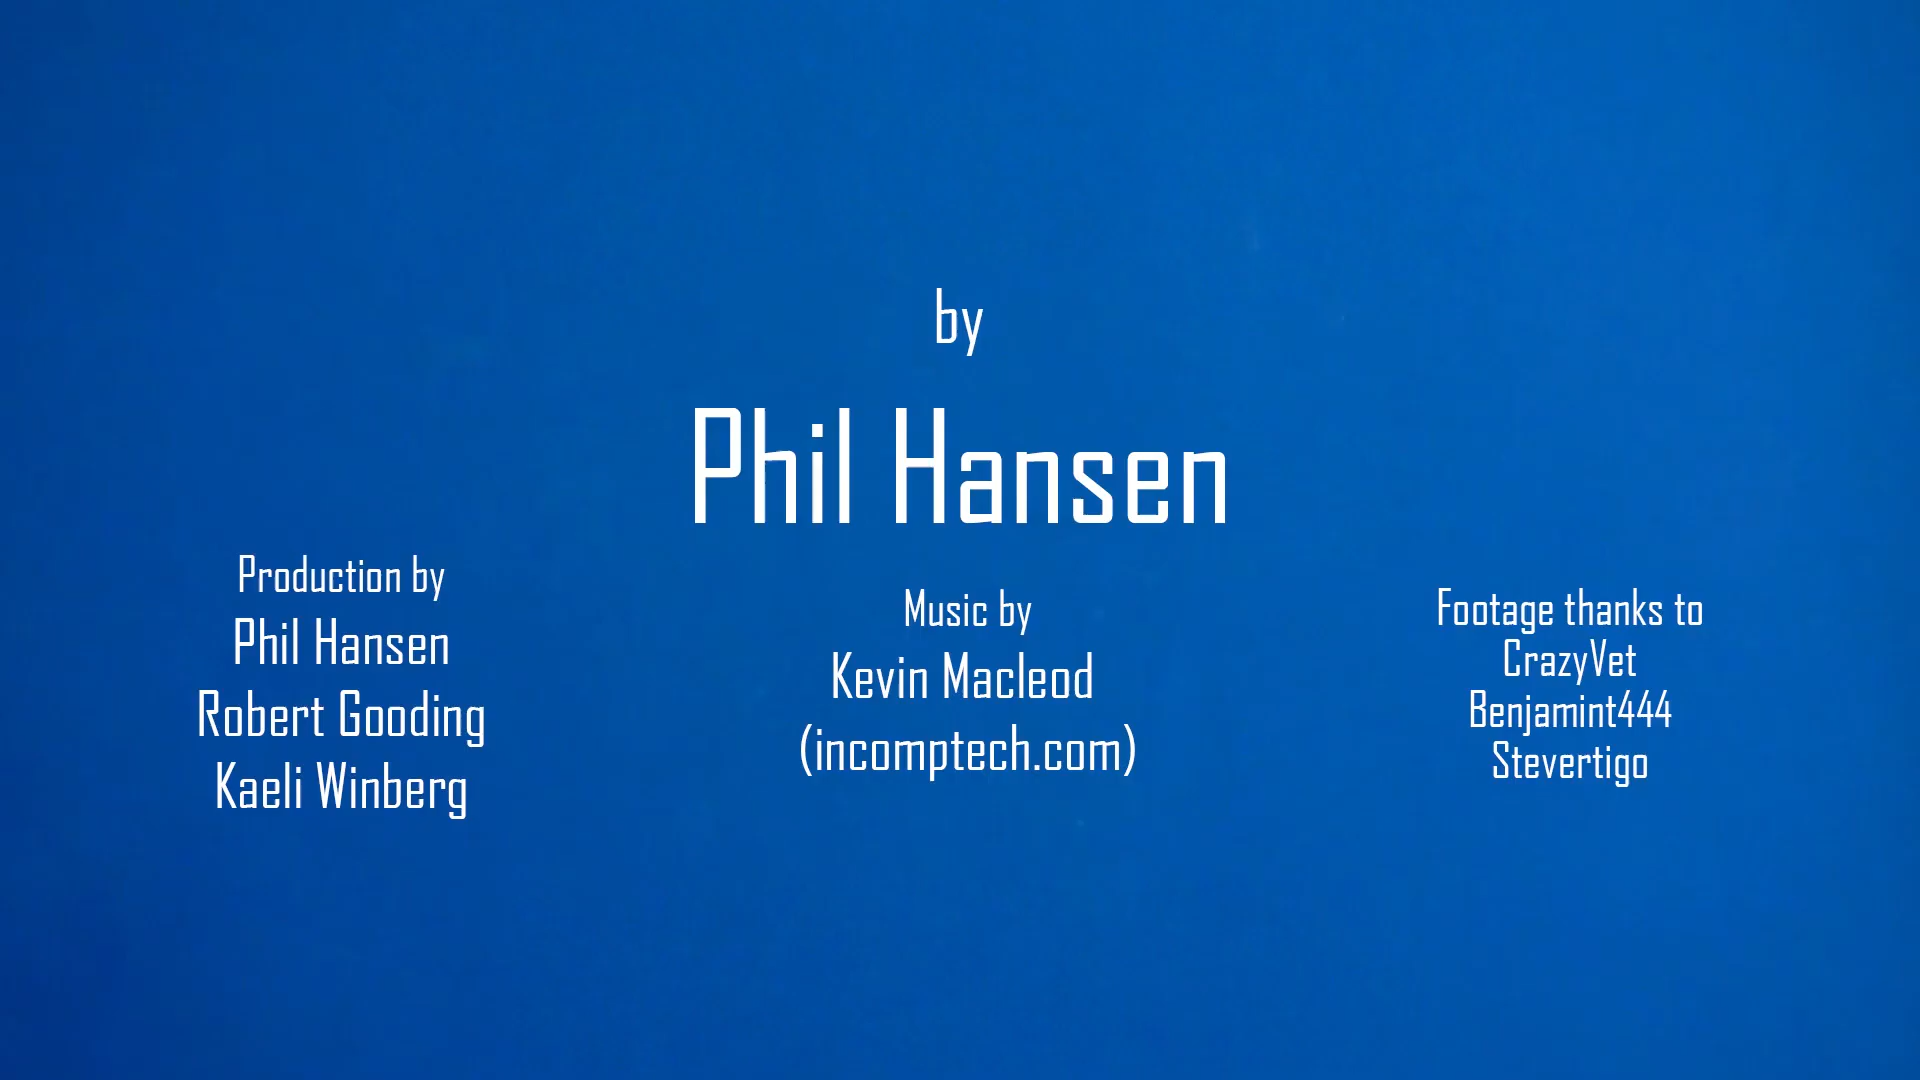 by
Phil Hansen
Production by
Phil Hansen
Robert Gooding
Kaeli Winberg
Music by
Kevin Macleod
(incomptech.com)
Footage thanks to
CrazyVet
Benjamint444
Stevertigo